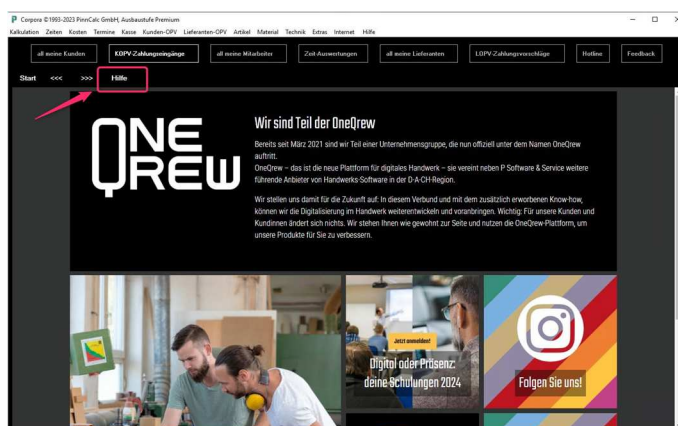 Corpora ©1993-2023 PinnCalc GmbH, Ausbaustufe Premium
Kalkulation Zeiten Kosten Termine Kasse Kunden-OPV Lieferanten-OPV Artikel Material Technik Extras Internet Hilfe
all meine Kunden KOPV-Zahlungseingänge all meine Mitarbeiter Zeit-Auswertungen all meine Lieferanten LOPV-Zahlungsvorschläge Hotline Feedback
Start <<< >>> Hilfe
ONE
QREW
Wir sind Teil der OneQrew
Bereits seit März 2021 sind wir Teil einer Unternehmensgruppe, die nun offiziell unter dem Namen OneQrew
auftritt.
OneQrew – das ist die neue Plattform für digitales Handwerk – sie vereint neben P Software & Service weitere
führende Anbieter von Handwerks-Software in der D-A-CH-Region.
Wir stellen uns damit für die Zukunft auf: In diesem Verbund und mit dem zusätzlich erworbenen Know-how,
können wir die Digitalisierung im Handwerk weiterentwickeln und voranbringen. Wichtig: Für unsere Kunden und
Kundinnen ändert sich nichts. Wir stehen Ihnen wie gewohnt zur Seite und nutzen die OneQrew-Plattform, um
unsere Produkte für Sie zu verbessern.
Jetzt anmelden!
Digital oder Präsenz:
deine Schulungen 2024
Folgen Sie uns!